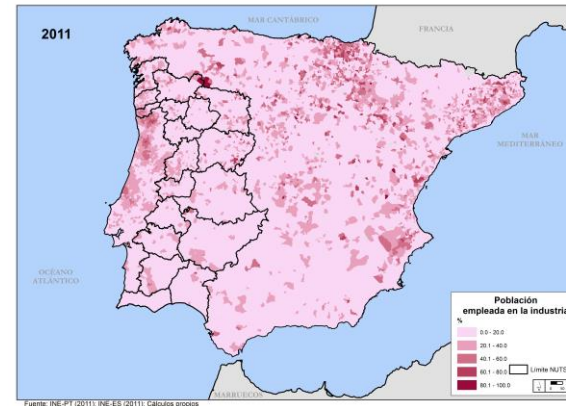 MAR CANTÁBRICO
FRANCIA
2011
MAR
MEDITERRÁNEO
OCÉANO
ATLÁNTICO
Población
empleada en la industria
%
0.0 - 20.0
20.1 - 40.0
40.1 - 60.0
60.1 - 80.0
80.1 - 100.0
Límite NUTS
MARRUECOS
Fuente: INE-PT (2011); INE-ES (2011); Cálculos propios